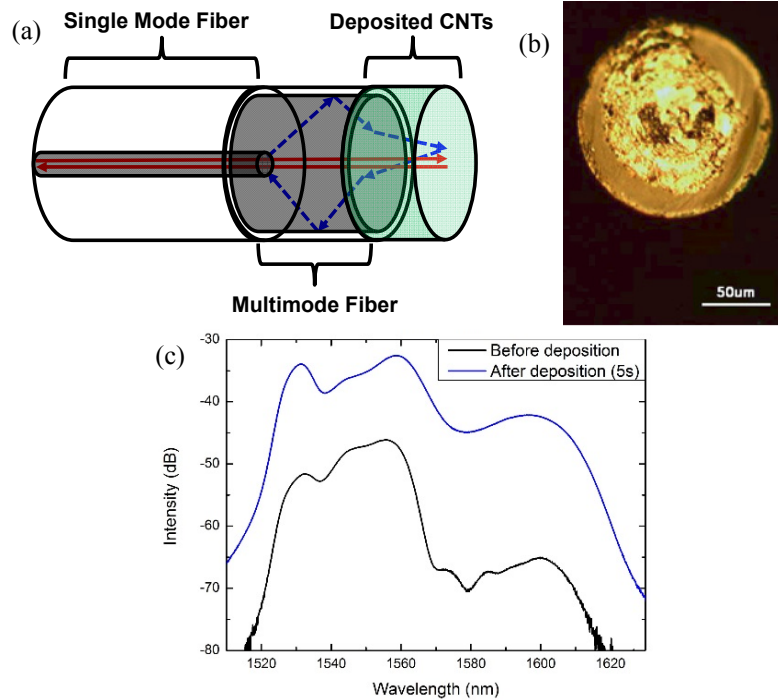 (a)
Single Mode Fiber
Deposited CNTs
Multimode Fiber
(b)
50um
(c)
Before deposition
After deposition (5s)
Intensity (dB)
-30
-40
-50
-60
-70
-80
1520 1540 1560 1580 1600 1620
Wavelength (nm)